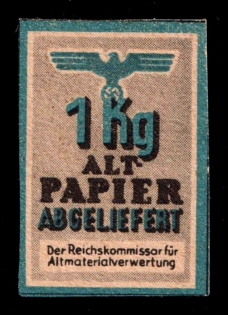 1 Kg
ALT-
PAPIER
ABGELIEFERT
Der Reichskommissar für
Altmaterialverwertung